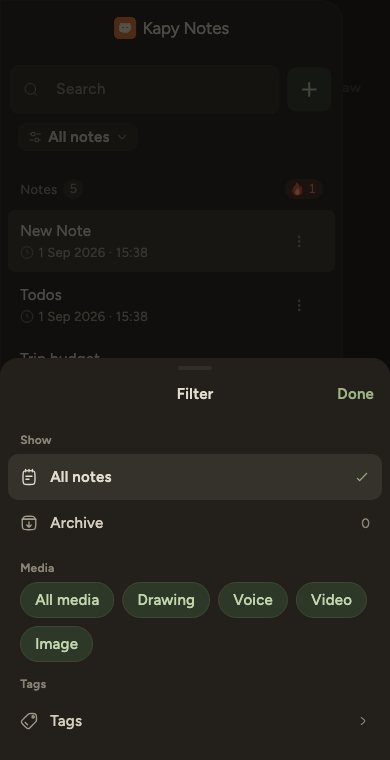 Kapy Notes
Search
aw
All notes
Notes 5
1
New Note
1 Sep 2026 · 15:38
Todos
1 Sep 2026 · 15:38
Trip budget
Filter
Done
Show
All notes
Archive
0
Media
All media
Drawing
Voice
Video
Image
Tags
Tags